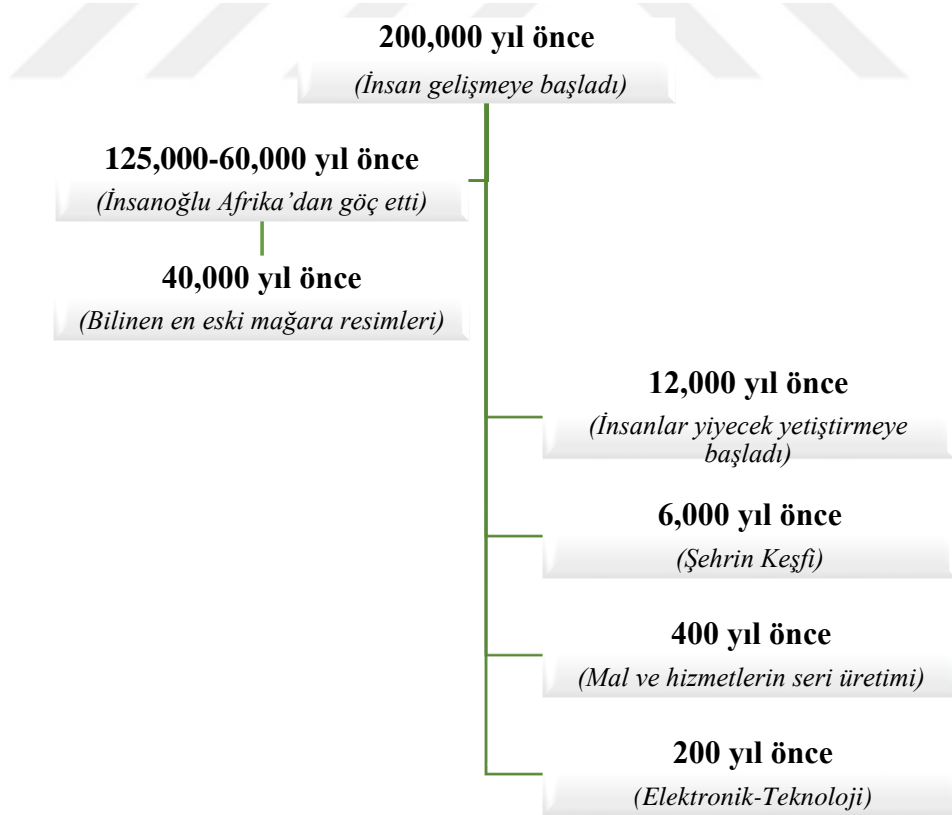 200,000 yıl önce
(İnsan gelişmeye başladı)
125,000-60,000 yıl önce
(İnsanoğlu Afrika’dan göç etti)
40,000 yıl önce
(Bilinen en eski mağara resimleri)
12,000 yıl önce
(İnsanlar yiyecek yetiştirmeye
başladı)
6,000 yıl önce
(Şehrin Keşfi)
400 yıl önce
(Mal ve hizmetlerin seri üretimi)
200 yıl önce
(Elektronik-Teknoloji)